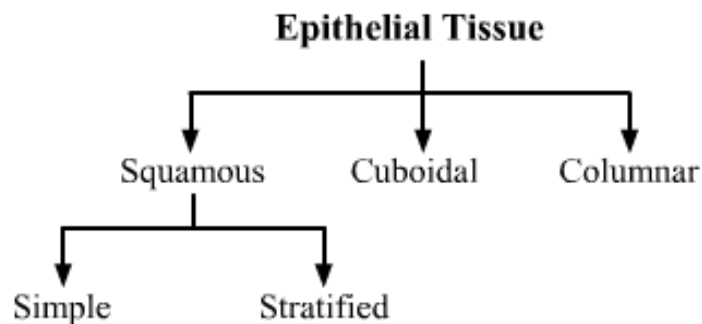 Epithelial Tissue
Squamous Cuboidal Columnar
Simple Stratified